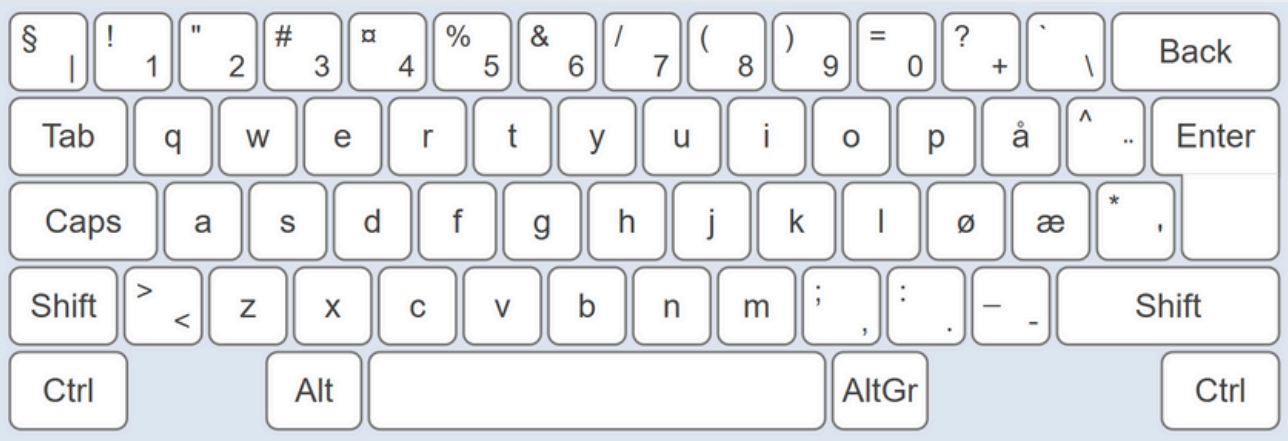 § | ! 1 " 2 # 3 ¤ 4 % 5 & 6 / 7 ( 8 ) 9 = 0 ? + ` \ Back
Tab q w e r t y u i o p å ^ ¨ Enter
Caps a s d f g h j k l ø æ * '
Shift > < z x c v b n m ; , : . _ - Shift
Ctrl Alt AltGr Ctrl